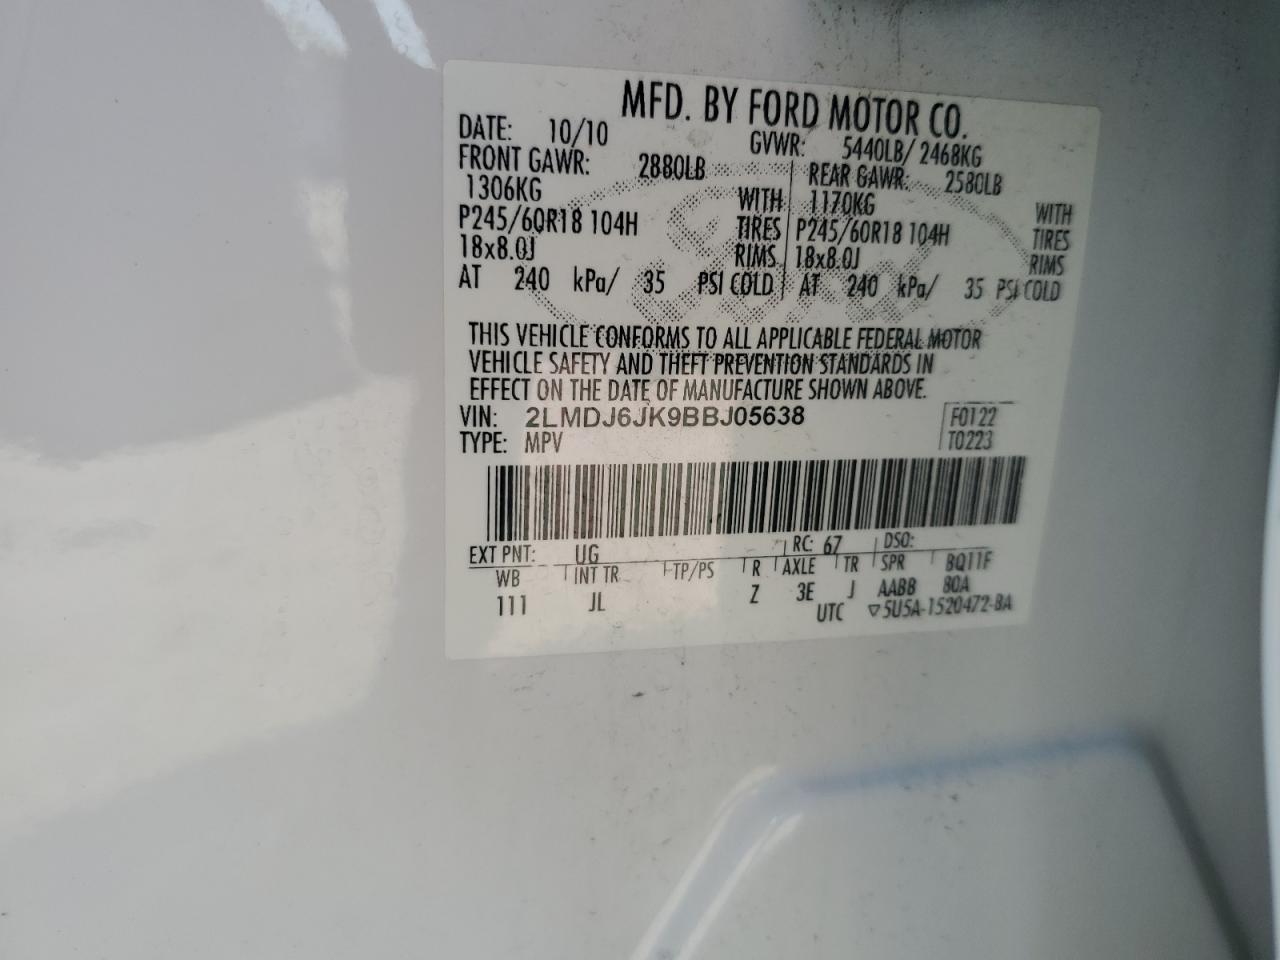 MFD. BY FORD MOTOR CO.
DATE: 10/10 GVWR: 5440LB/ 2468KG
FRONT GAWR: 2880LB REAR GAWR: 2580LB
1306KG WITH 1170KG WITH
P245/60R18 104H TIRES P245/60R18 104H TIRES
18x8.0J RIMS 18x8.0J RIMS
AT 240 kPa/ 35 PSI COLD AT 240 kPa/ 35 PSI COLD
THIS VEHICLE CONFORMS TO ALL APPLICABLE FEDERAL MOTOR
VEHICLE SAFETY AND THEFT PREVENTION STANDARDS IN
EFFECT ON THE DATE OF MANUFACTURE SHOWN ABOVE.
VIN: 2LMDJ6JK9BBJ05638 F0122
TYPE: MPV T0223
EXT PNT: UG RC: 67 DSO:
WB INT TR TP/PS R AXLE TR SPR BQ11F
111 JL Z 3E J AABB 80A
UTC ▽5U5A-1520472-BA